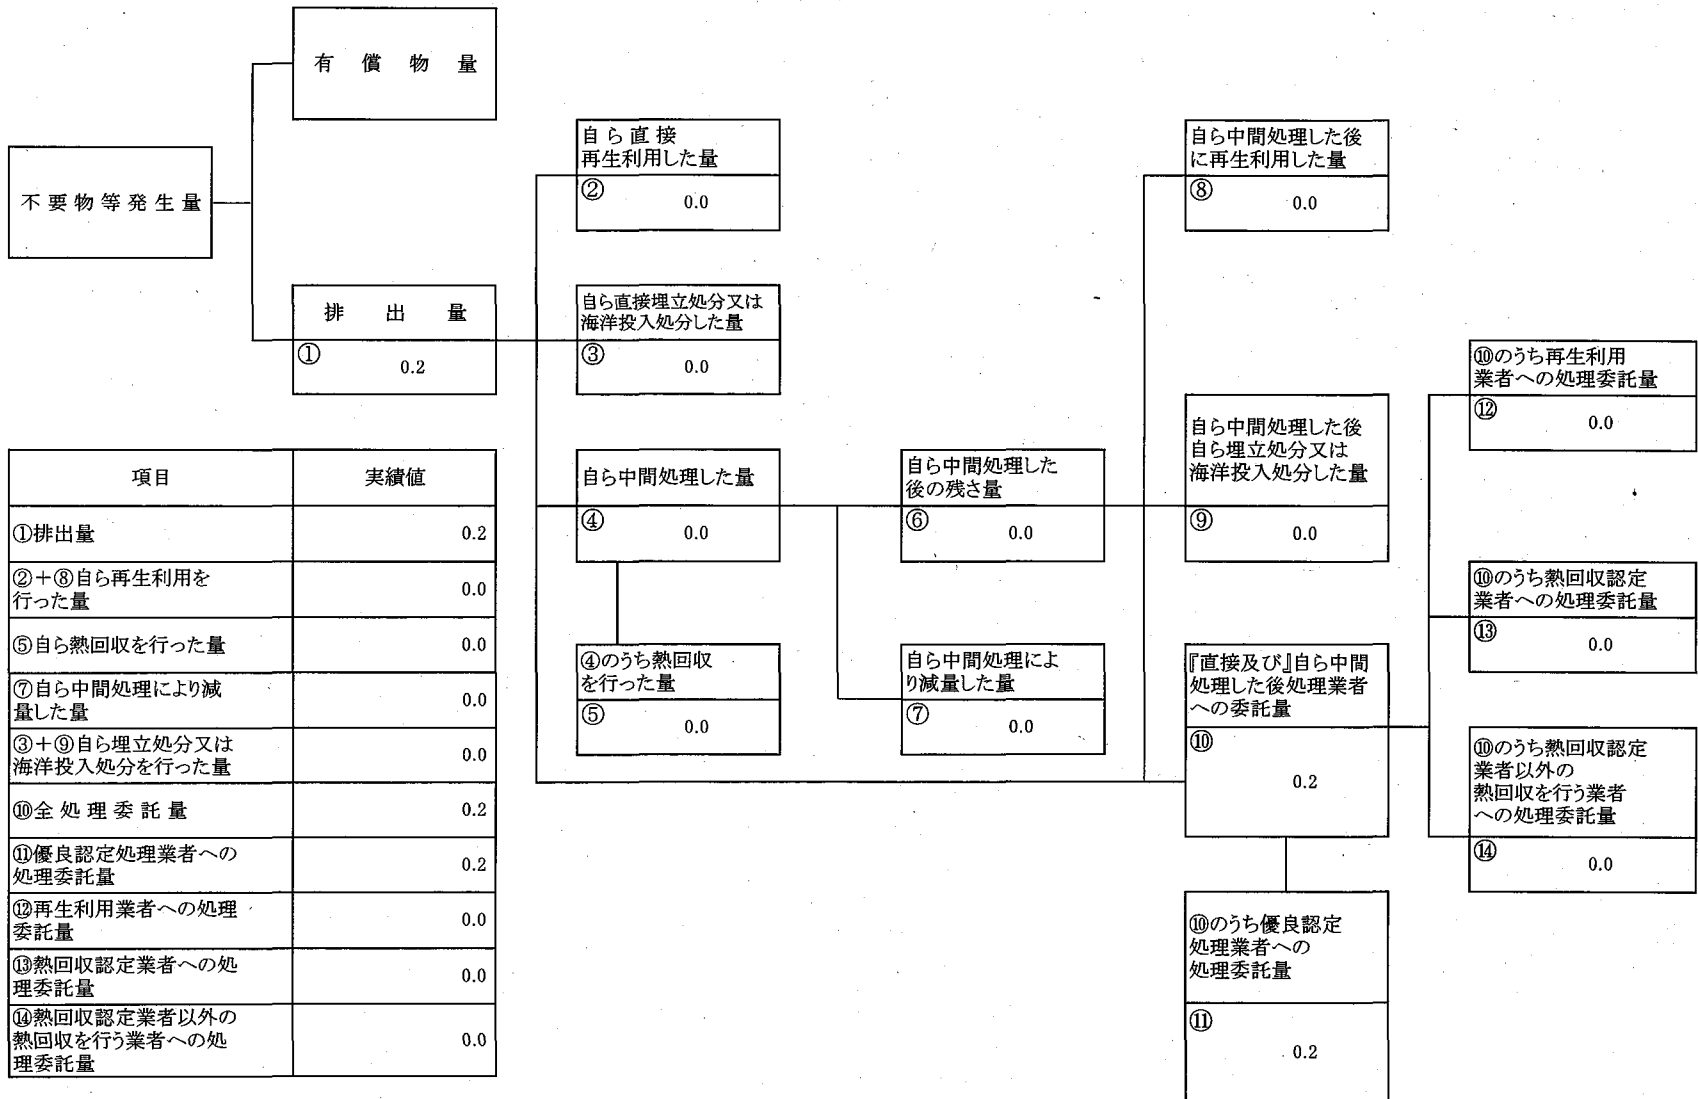 有償物量
不要物等発生量
排出量
①
0.2
自ら直接
再生利用した量
②
0.0
自ら直接埋立処分又は
海洋投入処分した量
③
0.0
自ら中間処理した量
④
0.0
④のうち熱回収
を行った量
⑤
0.0
自ら中間処理した
後の残さ量
⑥
0.0
自ら中間処理によ
り減量した量
⑦
0.0
自ら中間処理した後
に再生利用した量
⑧
0.0
自ら中間処理した後
自ら埋立処分又は
海洋投入処分した量
⑨
0.0
『直接及び』自ら中間
処理した後処理業者
への委託量
⑩
0.2
⑩のうち優良認定
処理業者への
処理委託量
⑪
0.2
⑩のうち再生利用
業者への処理委託量
⑫
0.0
⑩のうち熱回収認定
業者への処理委託量
⑬
0.0
⑩のうち熱回収認定
業者以外の
熱回収を行う業者
への処理委託量
⑭
0.0
項目 実績値
①排出量 0.2
②+⑧自ら再生利用を
行った量 0.0
⑤自ら熱回収を行った量 0.0
⑦自ら中間処理により減
量した量 0.0
③+⑨自ら埋立処分又は
海洋投入処分を行った量 0.0
⑩全処理委託量 0.2
⑪優良認定処理業者への
処理委託量 0.2
⑫再生利用業者への処理
委託量 0.0
⑬熱回収認定業者への処
理委託量 0.0
⑭熱回収認定業者以外の
熱回収を行う業者への処
理委託量 0.0